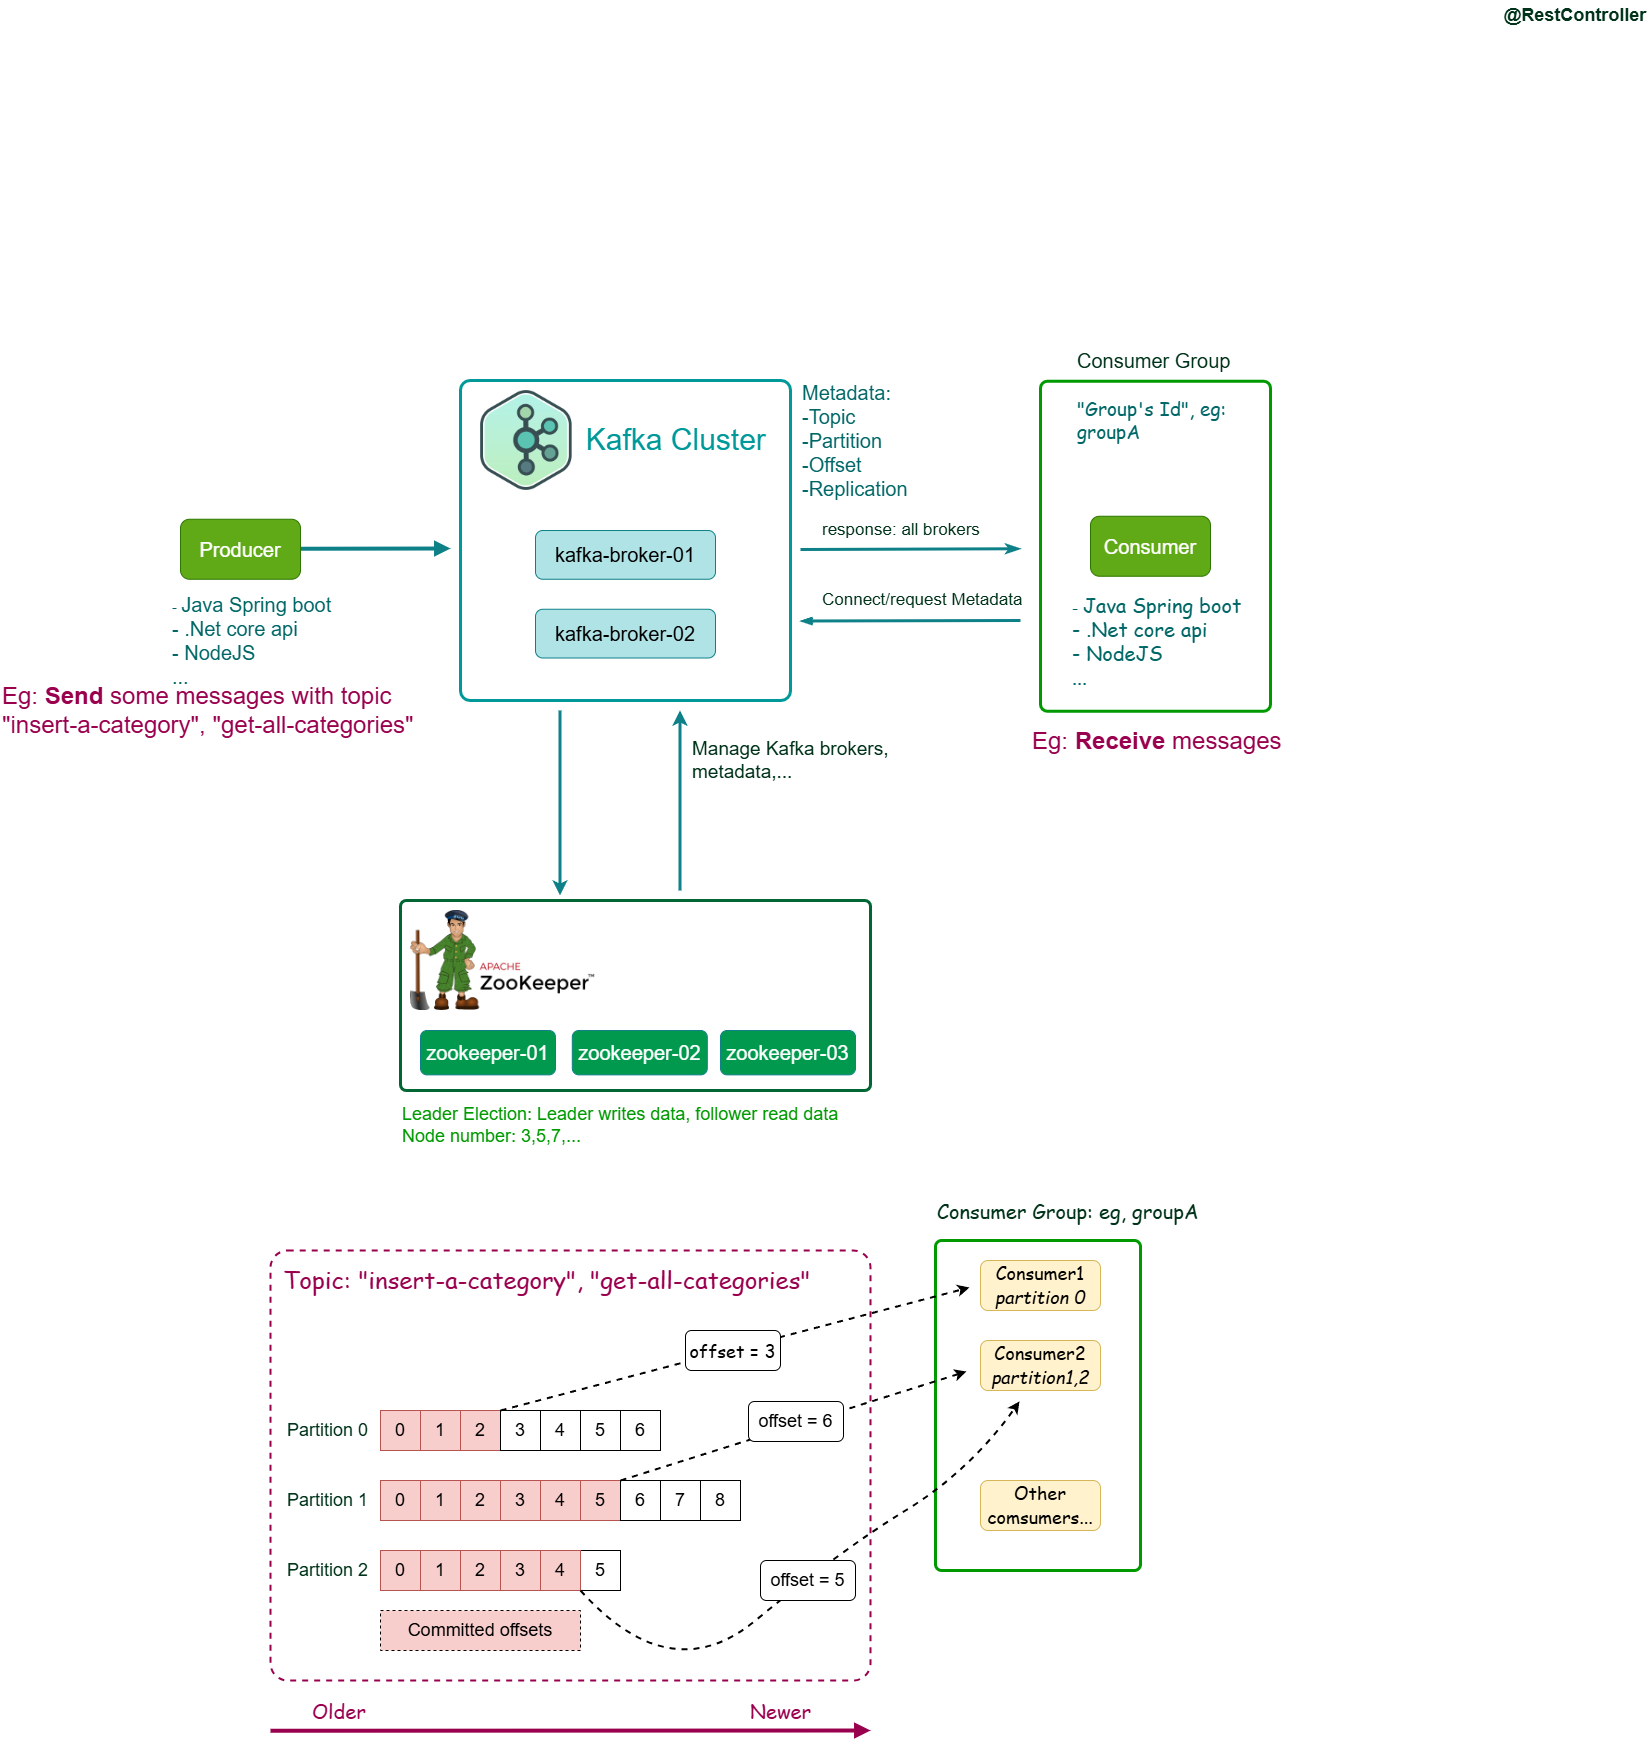 @RestController
Consumer Group
Kafka Cluster
Metadata:
-Topic
-Partition
-Offset
-Replication
"Group's Id", eg:
groupA
Producer
kafka-broker-01
kafka-broker-02
response: all brokers
Connect/request Metadata
Consumer
- Java Spring boot
- .Net core api
- NodeJS
...
Eg: Send some messages with topic
"insert-a-category", "get-all-categories"
- Java Spring boot
- .Net core api
- NodeJS
...
Eg: Receive messages
Manage Kafka brokers,
metadata,...
APACHE
ZooKeeper™
zookeeper-01
zookeeper-02
zookeeper-03
Leader Election: Leader writes data, follower read data
Node number: 3,5,7,...
Consumer Group: eg, groupA
Topic: "insert-a-category", "get-all-categories"
Consumer1
partition 0
offset = 3
Consumer2
partition1,2
Partition 0 0 1 2 3 4 5 6
offset = 6
Partition 1 0 1 2 3 4 5 6 7 8
Other
comsumers...
Partition 2 0 1 2 3 4 5
offset = 5
Committed offsets
Older
Newer